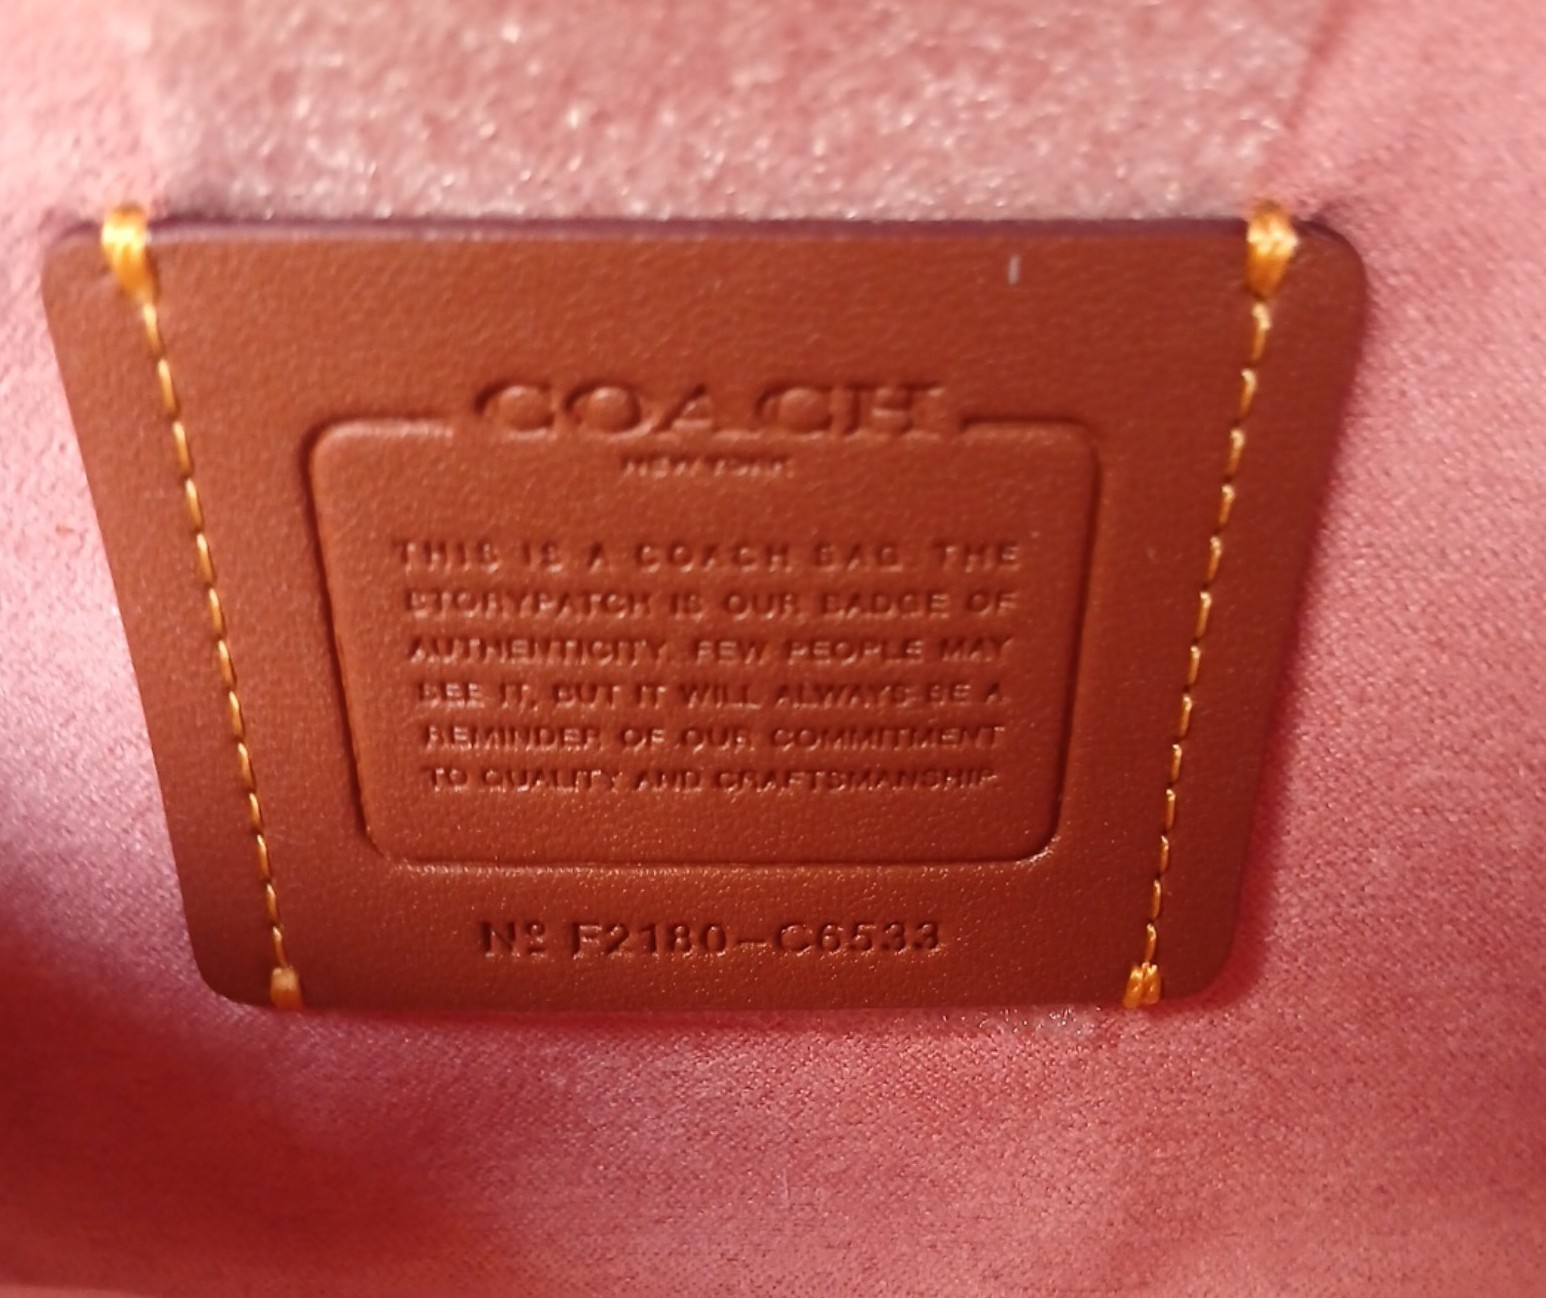 COACH
NEW YORK
THIS IS A COACH BAG. THE
STORYPATCH IS OUR BADGE OF
AUTHENTICITY. FEW PEOPLE MAY
SEE IT, BUT IT WILL ALWAYS BE A
REMINDER OF OUR COMMITMENT
TO QUALITY AND CRAFTSMANSHIP.
Nº F2180-C6533